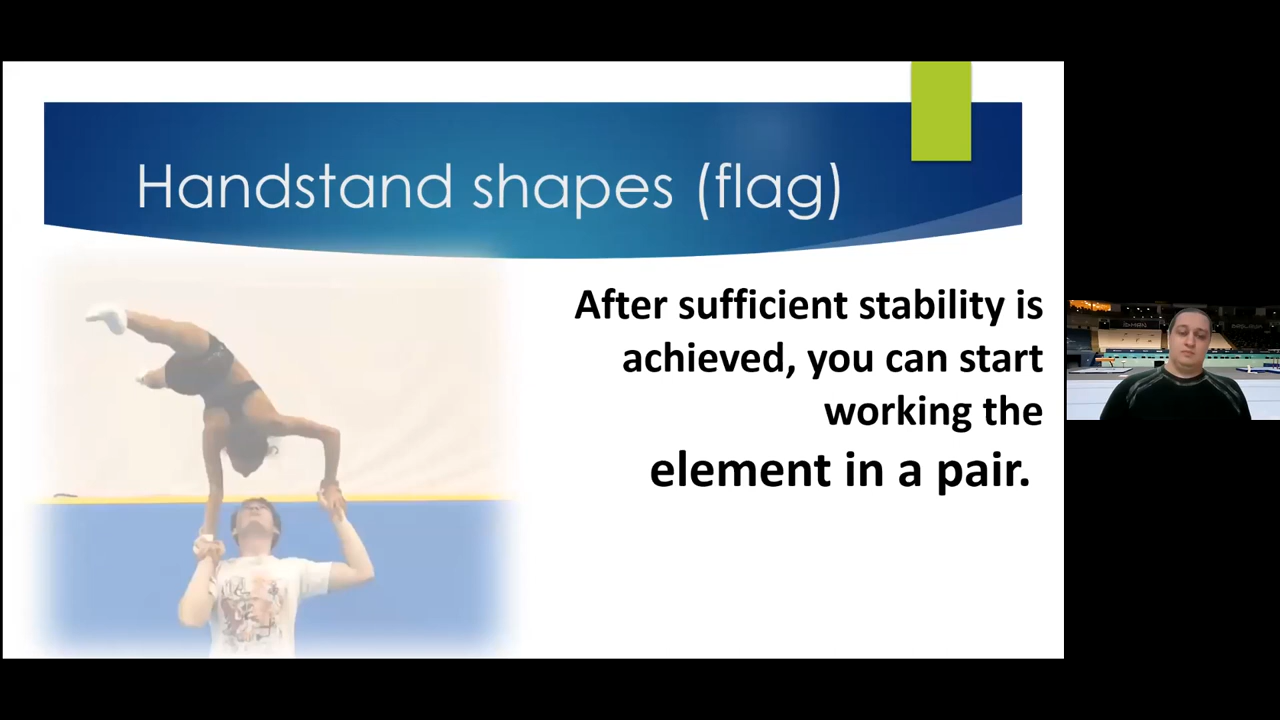 Handstand shapes (flag)
After sufficient stability is
achieved, you can start
working the
element in a pair.